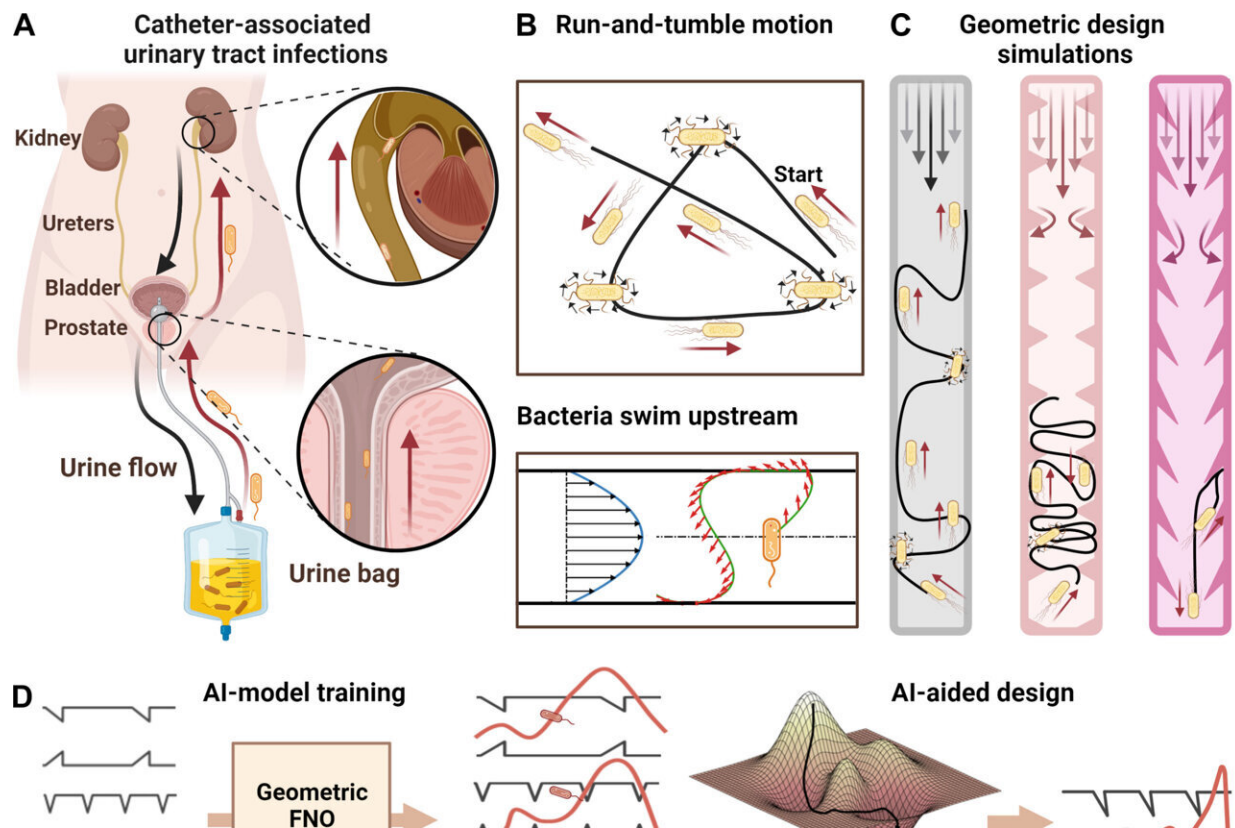 A
Catheter-associated
urinary tract infections
Kidney
Ureters
Bladder
Prostate
Urine flow
Urine bag
B
Run-and-tumble motion
Start
Bacteria swim upstream
C
Geometric design
simulations
D
AI-model training
Geometric
FNO
AI-aided design